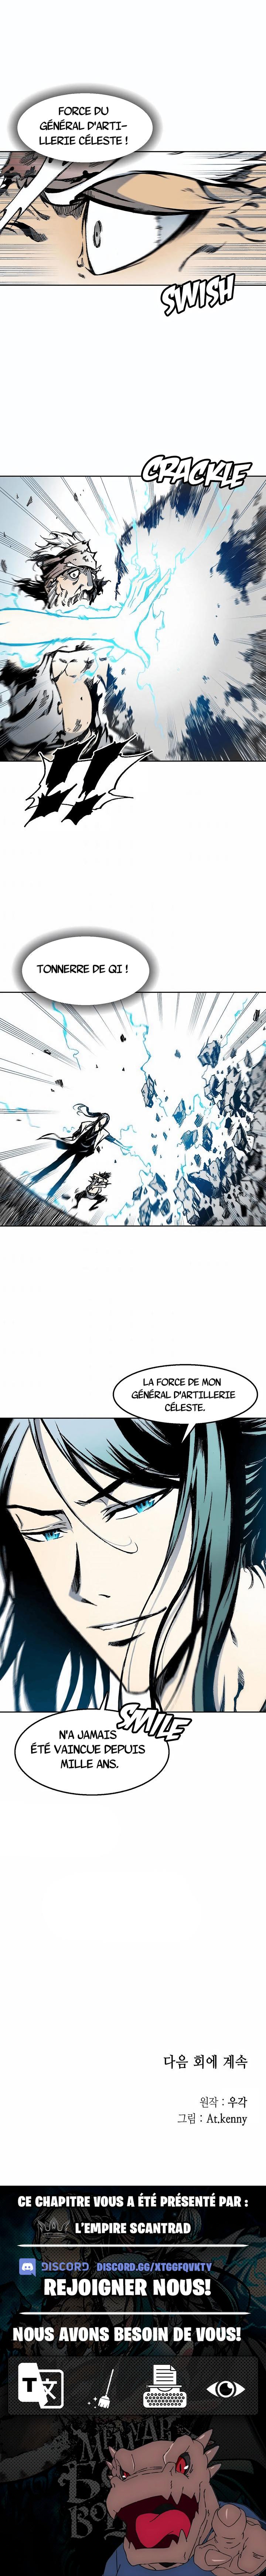 FORCE DU
GÉNÉRAL D'ARTI-
LLERIE CÉLESTE !
SWISH
CRACKLE
!!
TONNERRE DE QI !
LA FORCE DE MON
GÉNÉRAL D'ARTILLERIE
CÉLESTE.
SMILE
N'A JAMAIS
ÉTÉ VAINCUE DEPUIS
MILLE ANS.
다음 회에 계속
원작 : 우각
그림 : At.kenny
CE CHAPITRE VOUS A ÉTÉ PRÉSENTÉ PAR :
L'EMPIRE SCANTRAD
DISCORD DISCORD.GG/XTGGFQVKTV
REJOIGNER NOUS!
NOUS AVONS BESOIN DE VOUS!
T 文